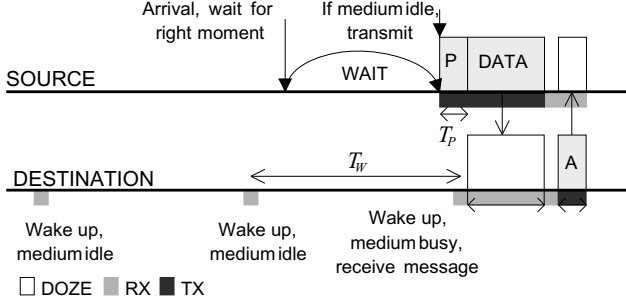 Arrival, wait for
right moment
If medium idle,
transmit
P
DATA
WAIT
SOURCE
T_P
T_W
A
DESTINATION
Wake up,
medium idle
Wake up,
medium idle
Wake up,
medium busy,
receive message
DOZE
RX
TX